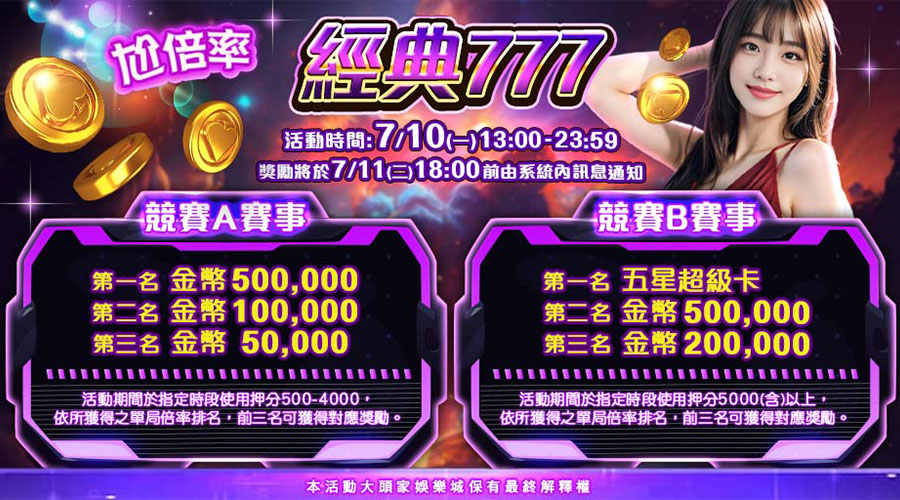 尬倍率
經典777
活動時間:7/10(一)13:00-23:59
獎勵將於7/11(二)18:00前由系統內訊息通知
競賽A賽事
第一名 金幣500,000
第二名 金幣100,000
第三名 金幣 50,000
活動期間於指定時段使用押分500-4000，
依所獲得之單局倍率排名，前三名可獲得對應獎勵。
競賽B賽事
第一名 五星超級卡
第二名 金幣500,000
第三名 金幣200,000
活動期間於指定時段使用押分5000(含)以上，
依所獲得之單局倍率排名，前三名可獲得對應獎勵。
本活動大頭家娛樂城保有最終解釋權